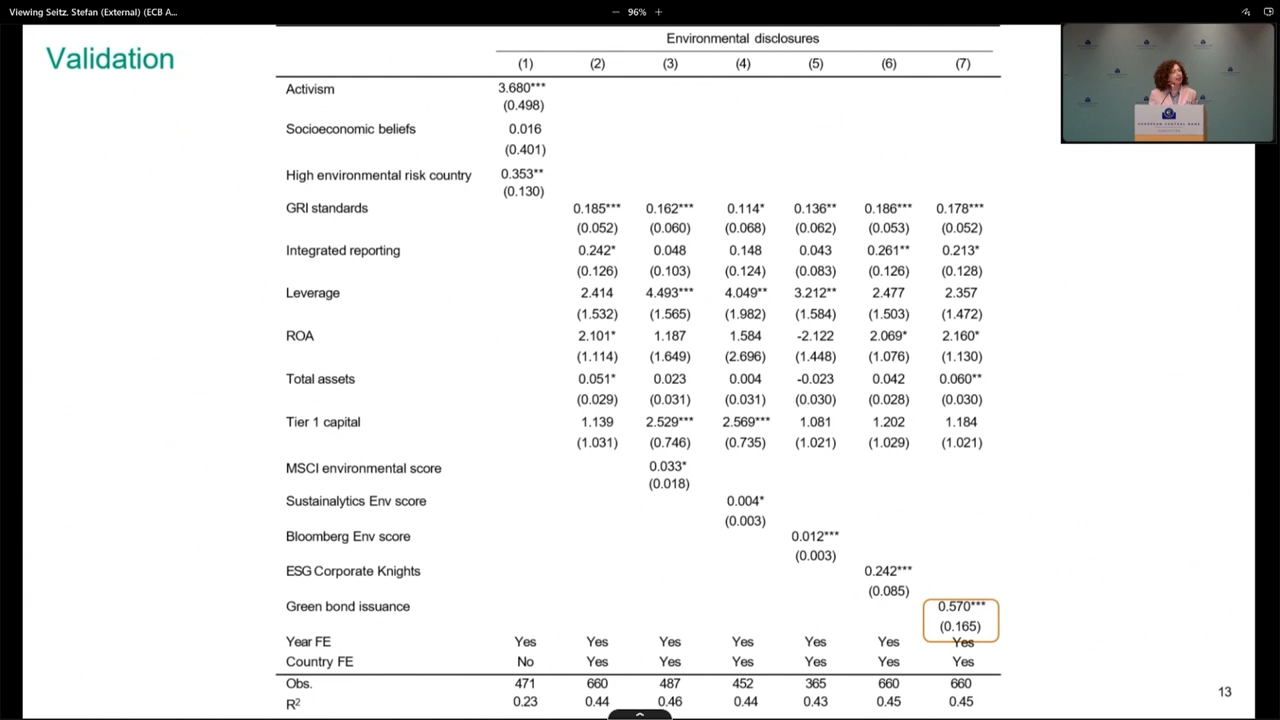 Viewing Seitz, Stefan (External) (ECB A...
− 96% +
Validation
Environmental disclosures
(1) (2) (3) (4) (5) (6) (7)
Activism 3.680***
(0.498)
Socioeconomic beliefs 0.016
(0.401)
High environmental risk country 0.353**
(0.130)
GRI standards 0.185*** 0.162*** 0.114* 0.136** 0.186*** 0.178***
(0.052) (0.060) (0.068) (0.062) (0.053) (0.052)
Integrated reporting 0.242* 0.048 0.148 0.043 0.261** 0.213*
(0.126) (0.103) (0.124) (0.083) (0.126) (0.128)
Leverage 2.414 4.493*** 4.049** 3.212** 2.477 2.357
(1.532) (1.565) (1.982) (1.584) (1.503) (1.472)
ROA 2.101* 1.187 1.584 -2.122 2.069* 2.160*
(1.114) (1.649) (2.696) (1.448) (1.076) (1.130)
Total assets 0.051* 0.023 0.004 -0.023 0.042 0.060**
(0.029) (0.031) (0.031) (0.030) (0.028) (0.030)
Tier 1 capital 1.139 2.529*** 2.569*** 1.081 1.202 1.184
(1.031) (0.746) (0.735) (1.021) (1.029) (1.021)
MSCI environmental score 0.033*
(0.018)
Sustainalytics Env score 0.004*
(0.003)
Bloomberg Env score 0.012***
(0.003)
ESG Corporate Knights 0.242***
(0.085)
Green bond issuance 0.570***
(0.165)
Year FE Yes Yes Yes Yes Yes Yes Yes
Country FE No Yes Yes Yes Yes Yes Yes
Obs. 471 660 487 452 365 660 660
R² 0.23 0.44 0.46 0.44 0.43 0.45 0.45
13
EUROPEAN CENTRAL BANK